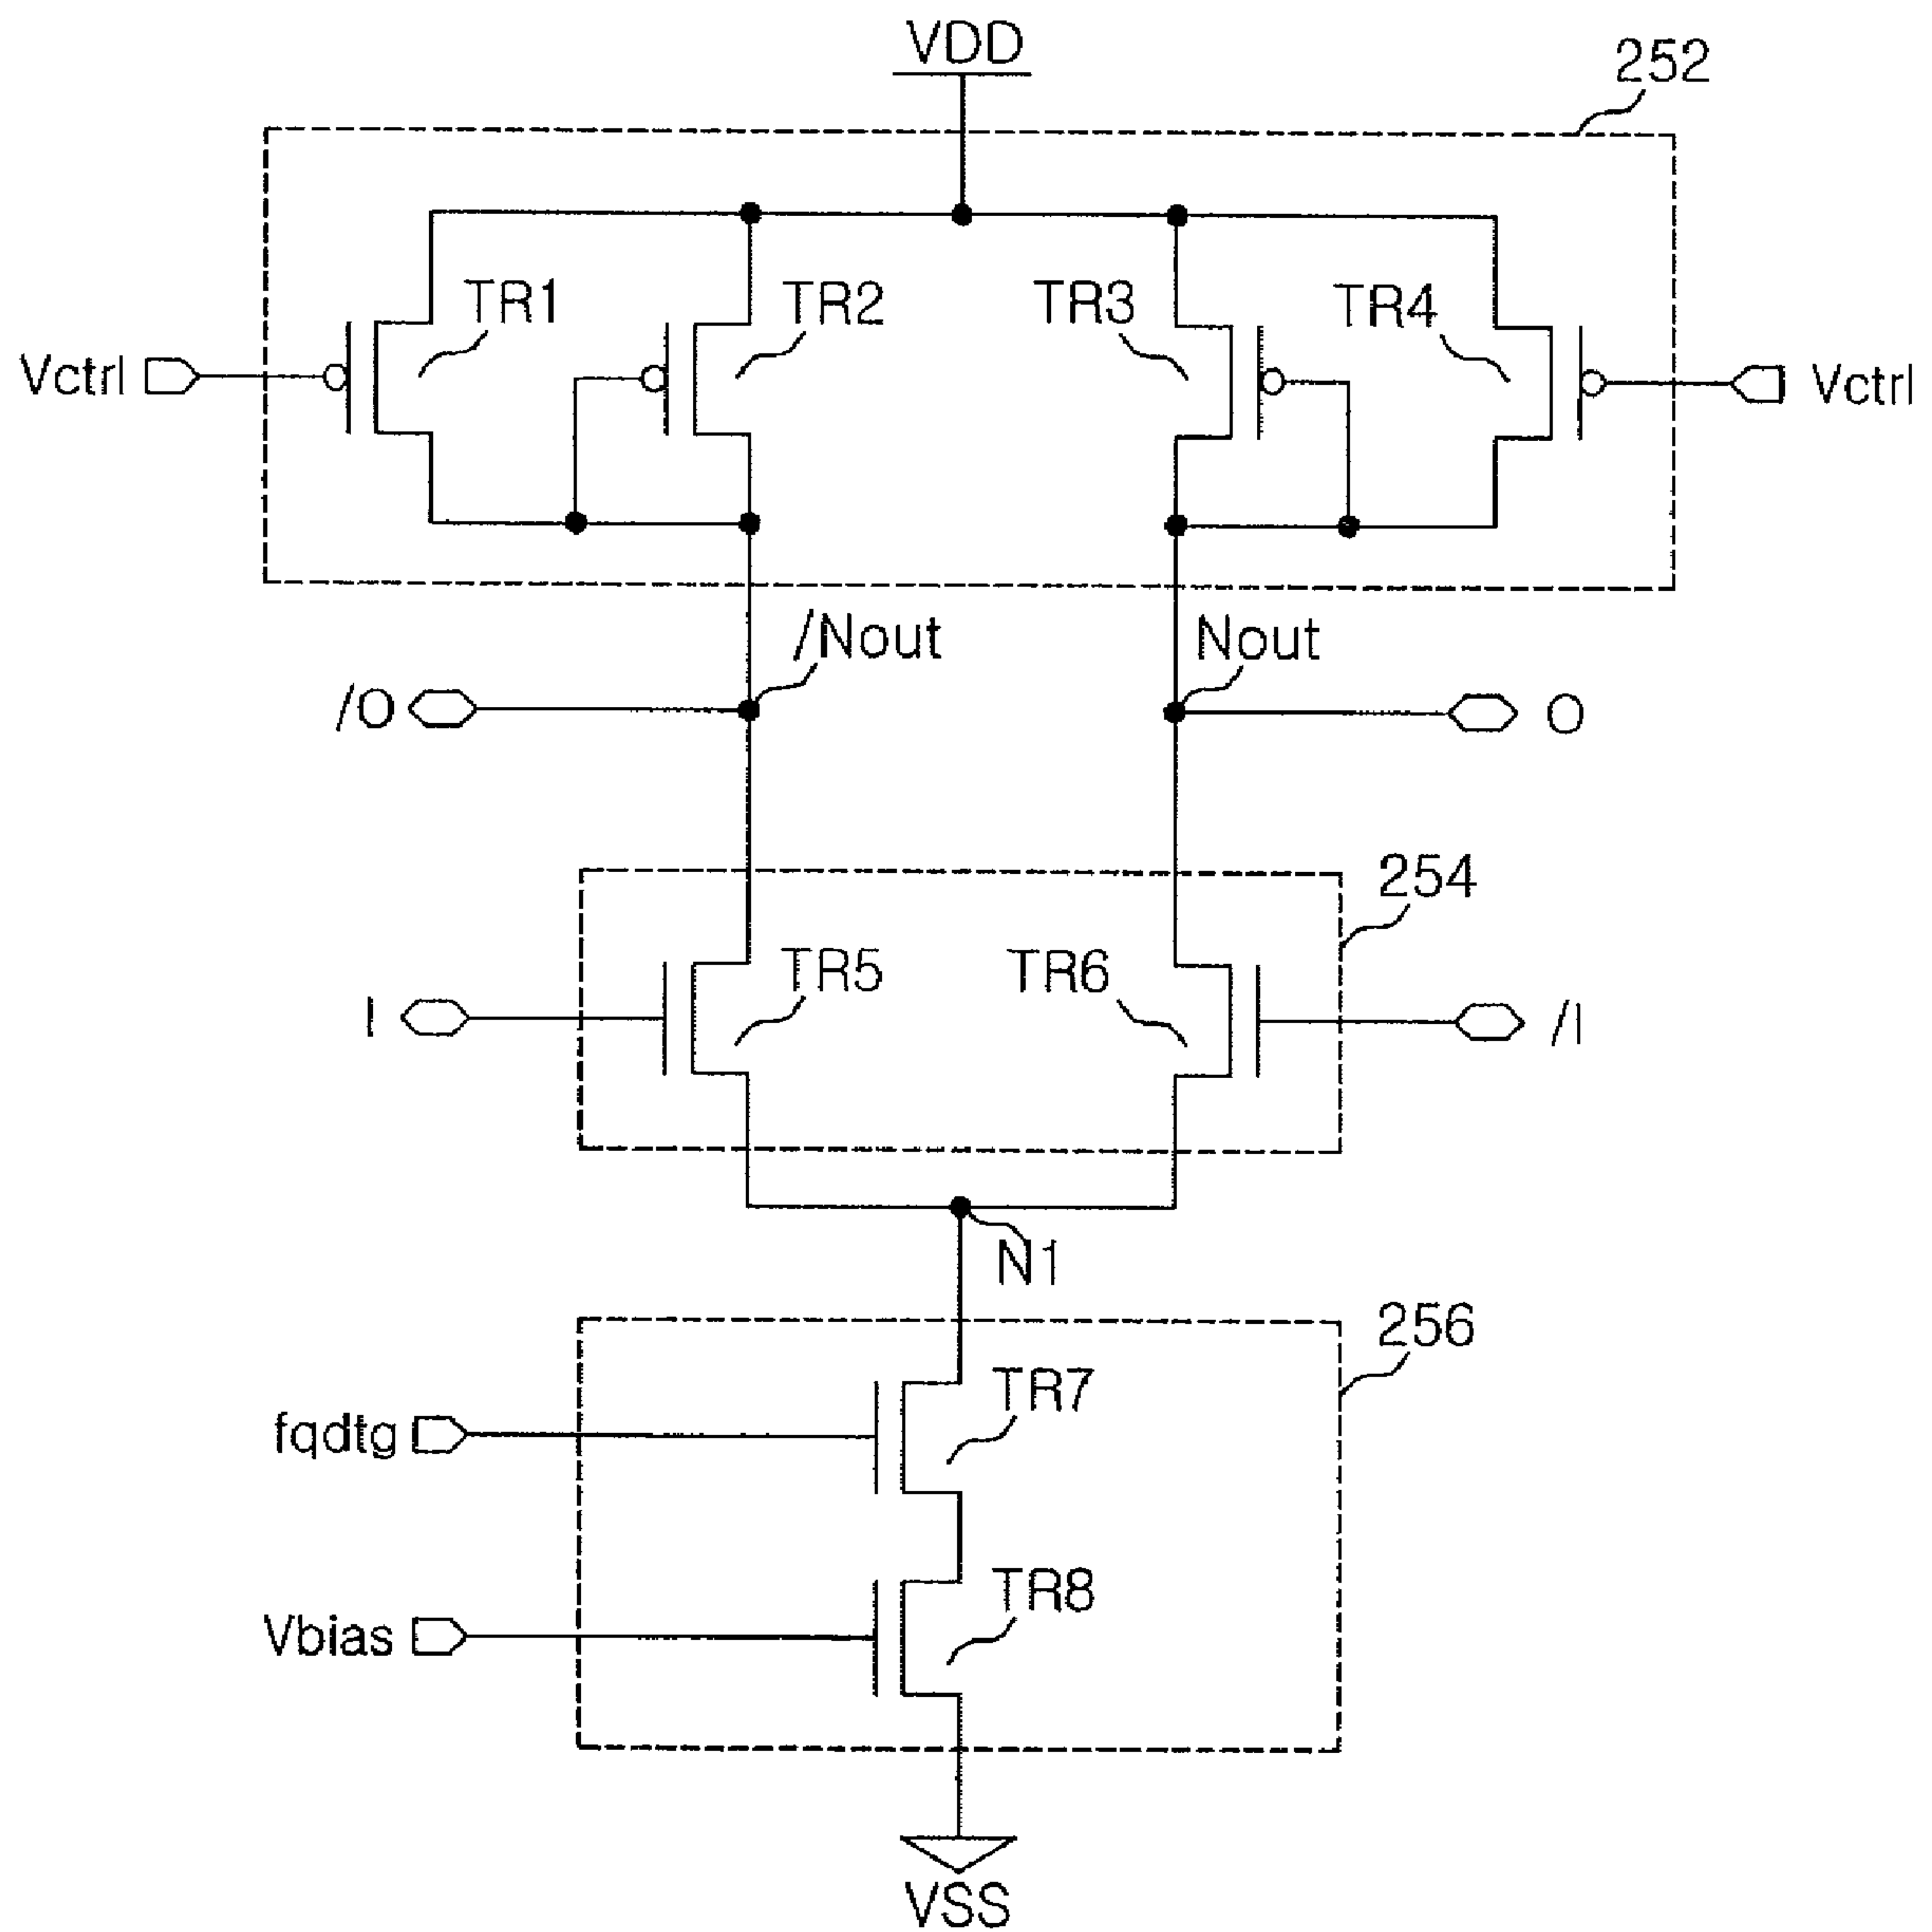 VDD
252
TR1
TR2
TR3
TR4
Vctrl
Vctrl
/Nout
Nout
/O
O
254
TR5
TR6
I
/I
N1
256
TR7
fqdtg
TR8
Vbias
VSS